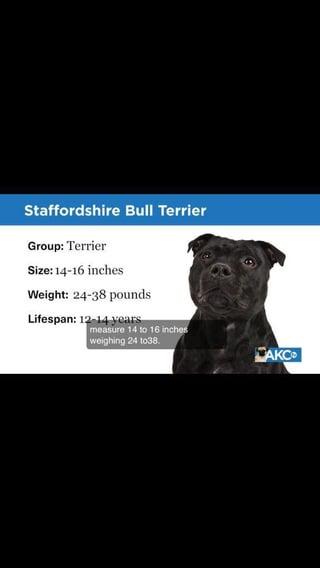 Staffordshire Bull Terrier
Group: Terrier
Size: 14-16 inches
Weight: 24-38 pounds
Lifespan: 12-14 years
measure 14 to 16 inches
weighing 24 to38.
AKC